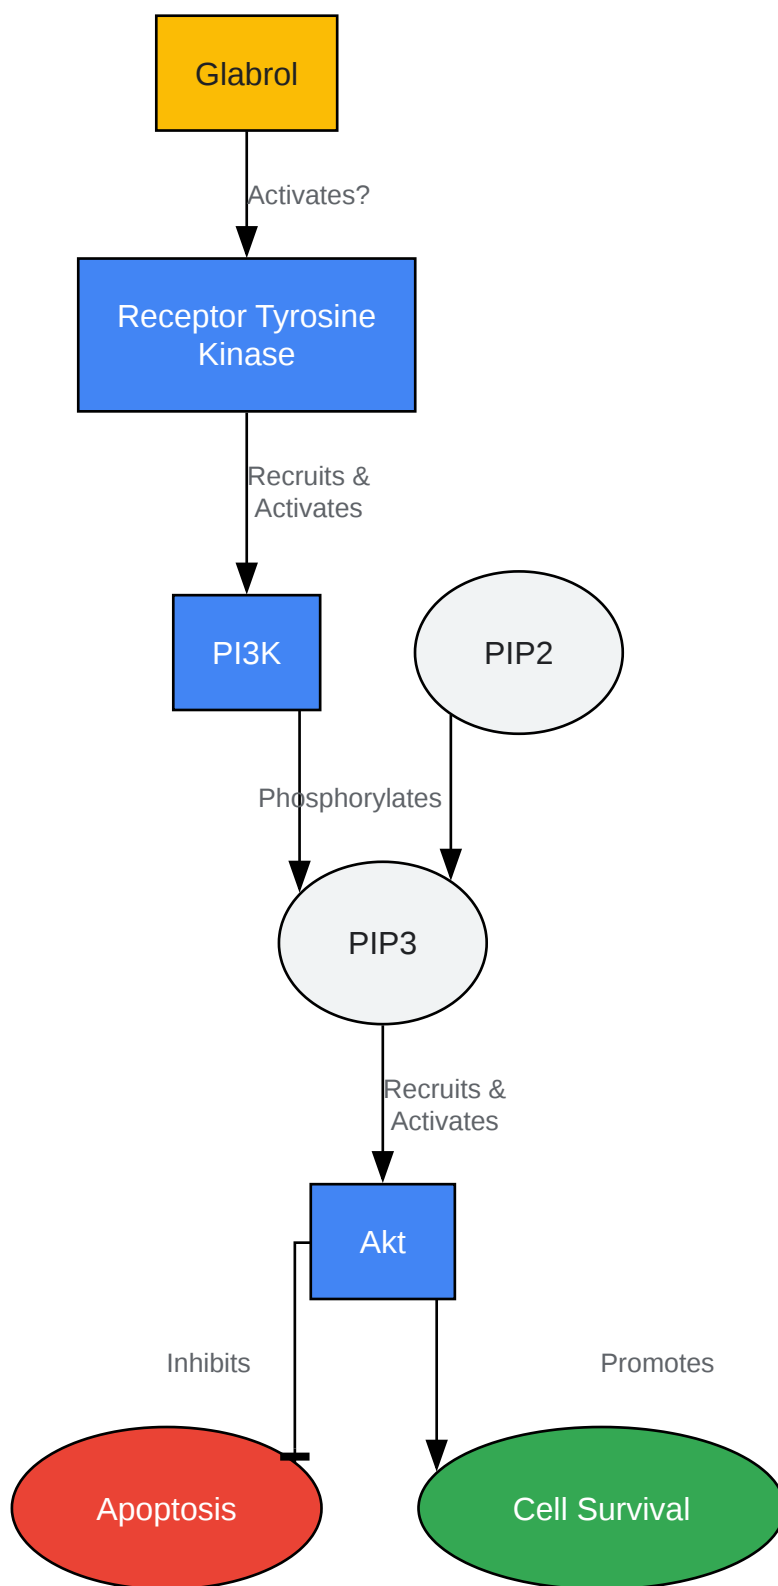 Glabrol
Activates?
Receptor Tyrosine
Kinase
Recruits &
Activates
PI3K
PIP2
Phosphorylates
PIP3
Recruits &
Activates
Akt
Inhibits
Promotes
Apoptosis
Cell Survival